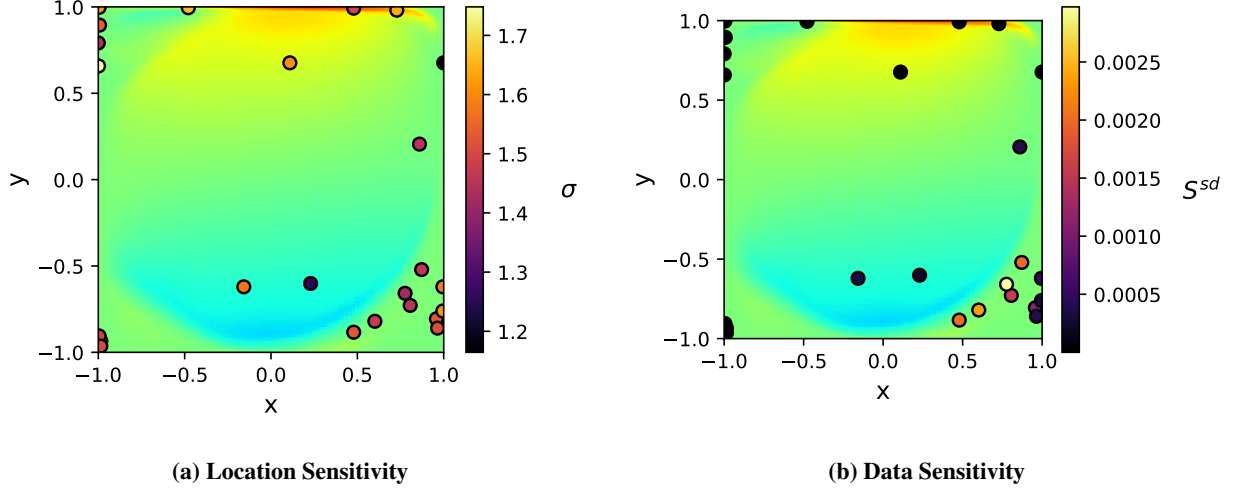 1.0
0.5
0.0
−0.5
−1.0
y
−1.0 −0.5 0.0 0.5 1.0
x
1.7
1.6
1.5
1.4
1.3
1.2
σ
(a) Location Sensitivity
1.0
0.5
0.0
−0.5
−1.0
y
−1.0 −0.5 0.0 0.5 1.0
x
0.0025
0.0020
0.0015
0.0010
0.0005
S^{sd}
(b) Data Sensitivity